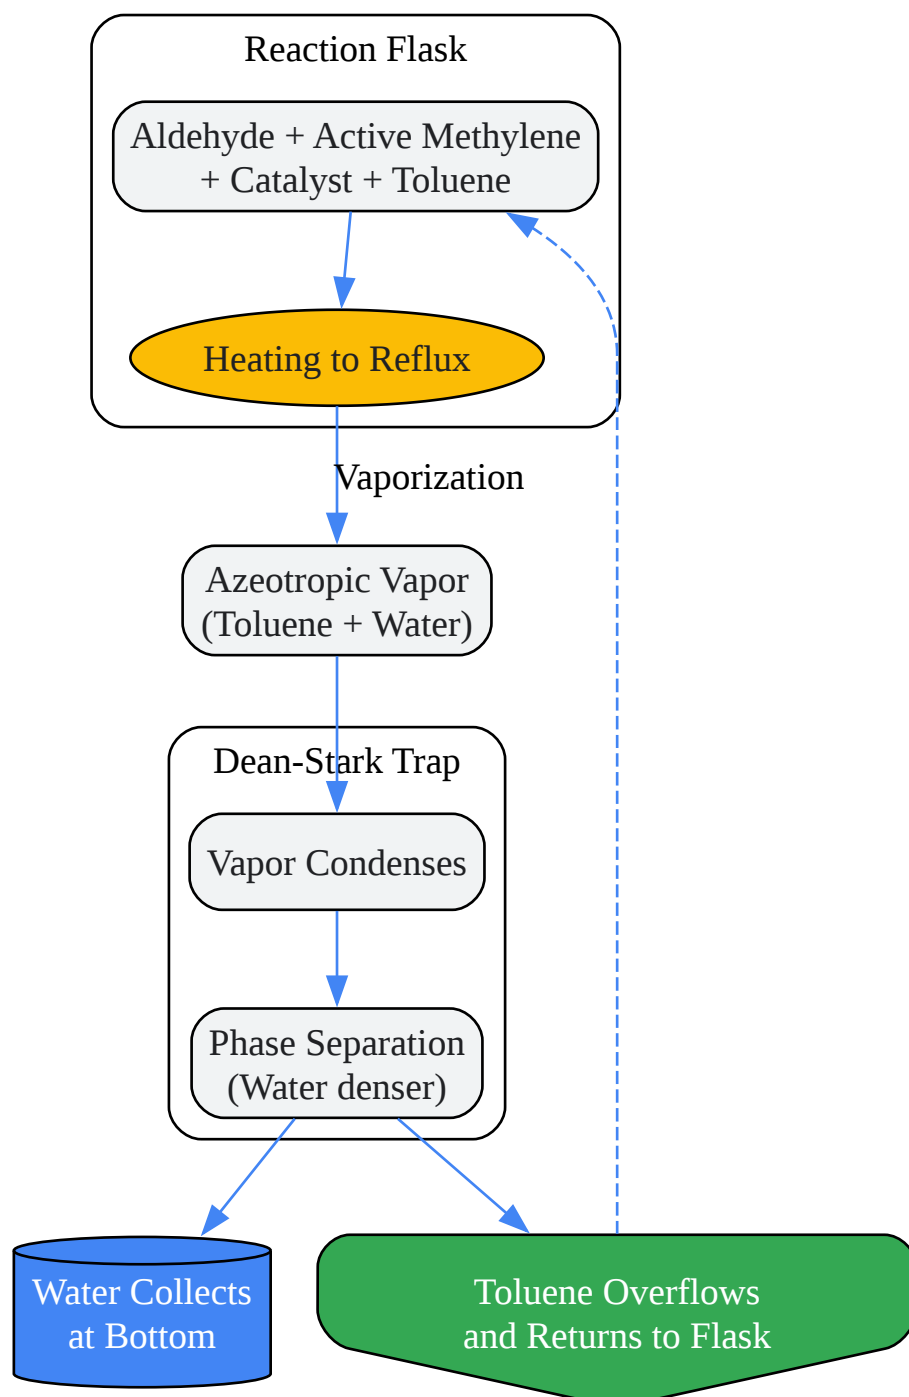 Reaction Flask
Aldehyde + Active Methylene
+ Catalyst + Toluene
Heating to Reflux
Vaporization
Azeotropic Vapor
(Toluene + Water)
Dean-Stark Trap
Vapor Condenses
Phase Separation
(Water denser)
Water Collects
at Bottom
Toluene Overflows
and Returns to Flask